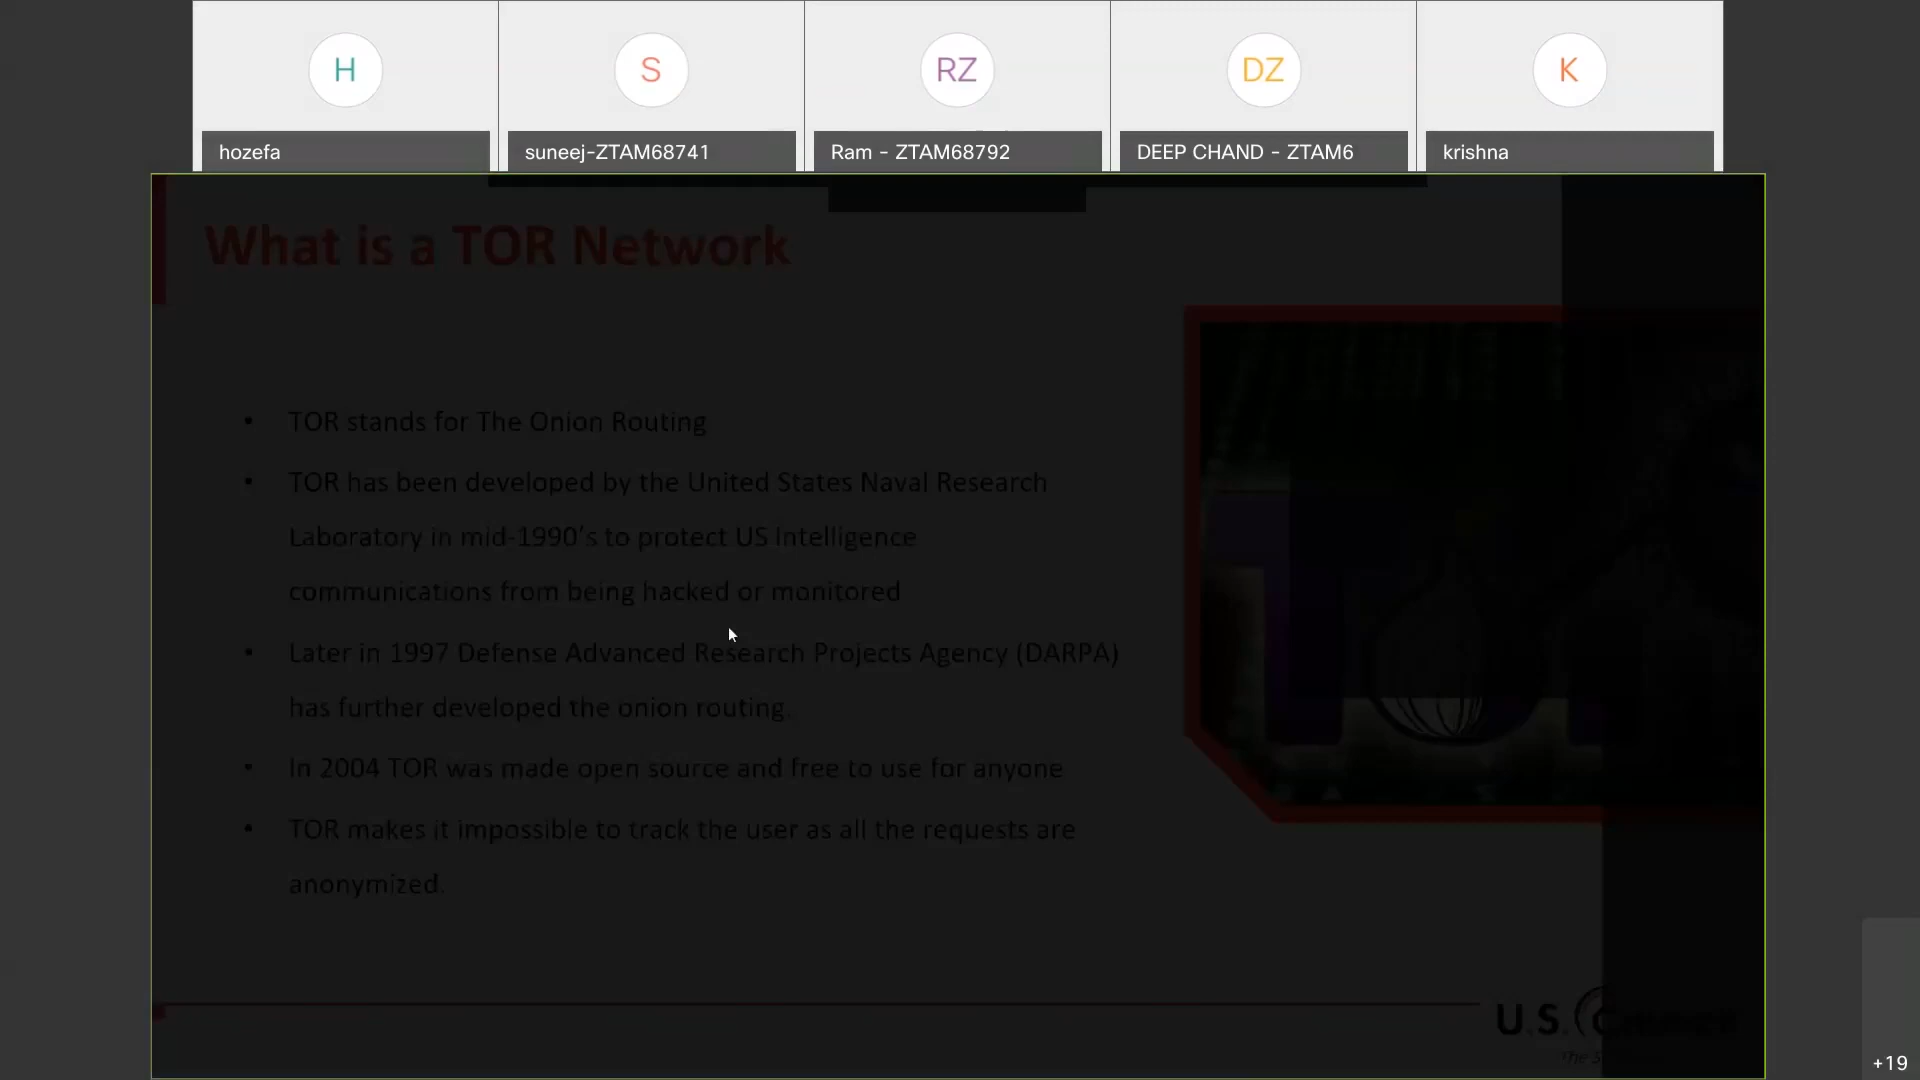 H
S
RZ
DZ
K
hozefa
suneej-ZTAM68741
Ram - ZTAM68792
DEEP CHAND - ZTAM6
krishna
What is a TOR Network
• TOR stands for The Onion Routing
• TOR has been developed by the United States Naval Research
Laboratory in mid-1990's to protect US Intelligence
communications from being hacked or monitored
• Later in 1997 Defense Advanced Research Projects Agency (DARPA)
has further developed the onion routing.
• In 2004 TOR was made open source and free to use for anyone
• TOR makes it impossible to track the user as all the requests are
anonymized.
U.S. Council
The
+19